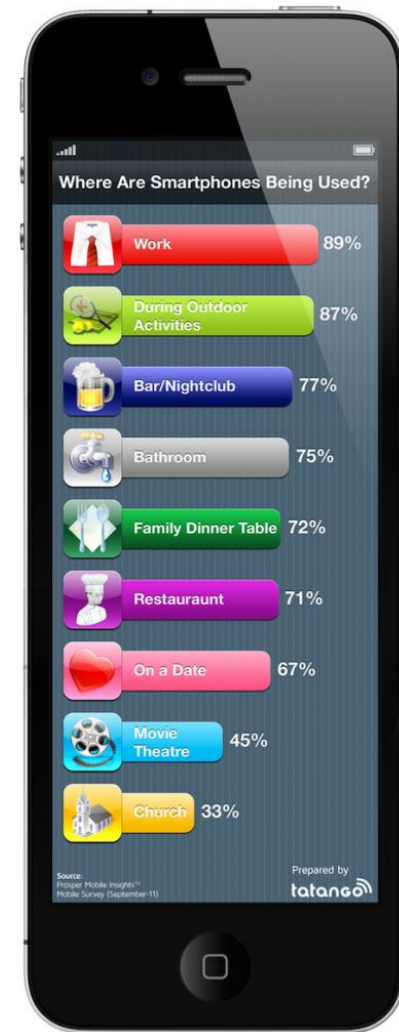 Where Are Smartphones Being Used?
Work 89%
During Outdoor
Activities 87%
Bar/Nightclub 77%
Bathroom 75%
Family Dinner Table 72%
Restauraunt 71%
On a Date 67%
Movie
Theatre 45%
Church 33%
Source:
Prosper Mobile Insights™
Mobile Survey (September-11)
Prepared by
tatango